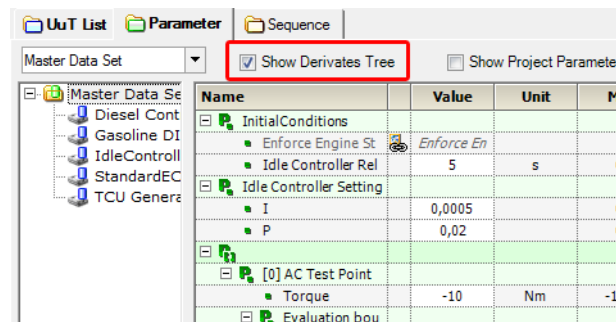 UuT List Parameter Sequence
Master Data Set Show Derivates Tree Show Project Paramete
Master Data Se
Diesel Cont
Gasoline DI
IdleControll
StandardEC
TCU Genera
Name Value Unit M
InitialConditions
Enforce Engine St Enforce En
Idle Controller Rel 5 s
Idle Controller Setting
I 0,0005
P 0,02
[0] AC Test Point
Torque -10 Nm -1
Evaluation bou